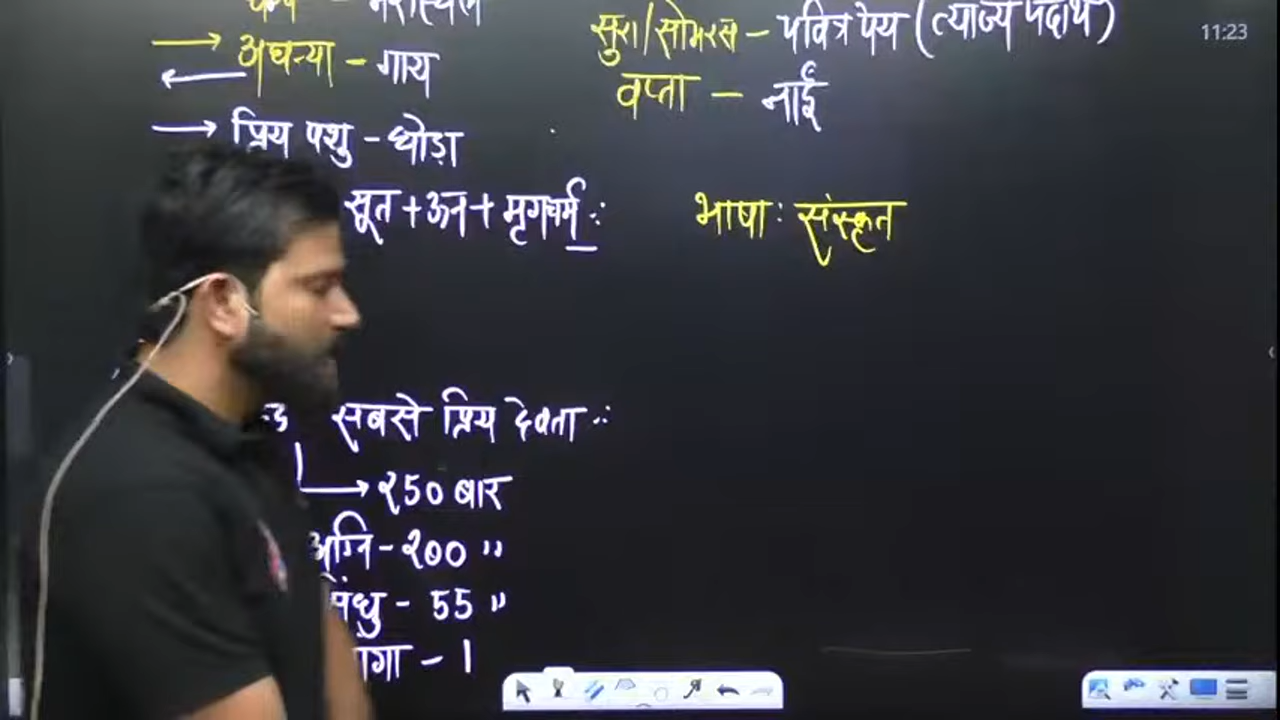 सुरा/सोमरस – पवित्र पेय (त्याज्य पदार्थ)
11:23
अघन्या – गाय
वप्ता – नाई
प्रिय पशु – घोड़ा
सूत + ऊन + मृगचर्म :
भाषा : संस्कृत
सबसे प्रिय देवता :
250 बार
अग्नि – 200 "
सिंधु – 55 "
– 1